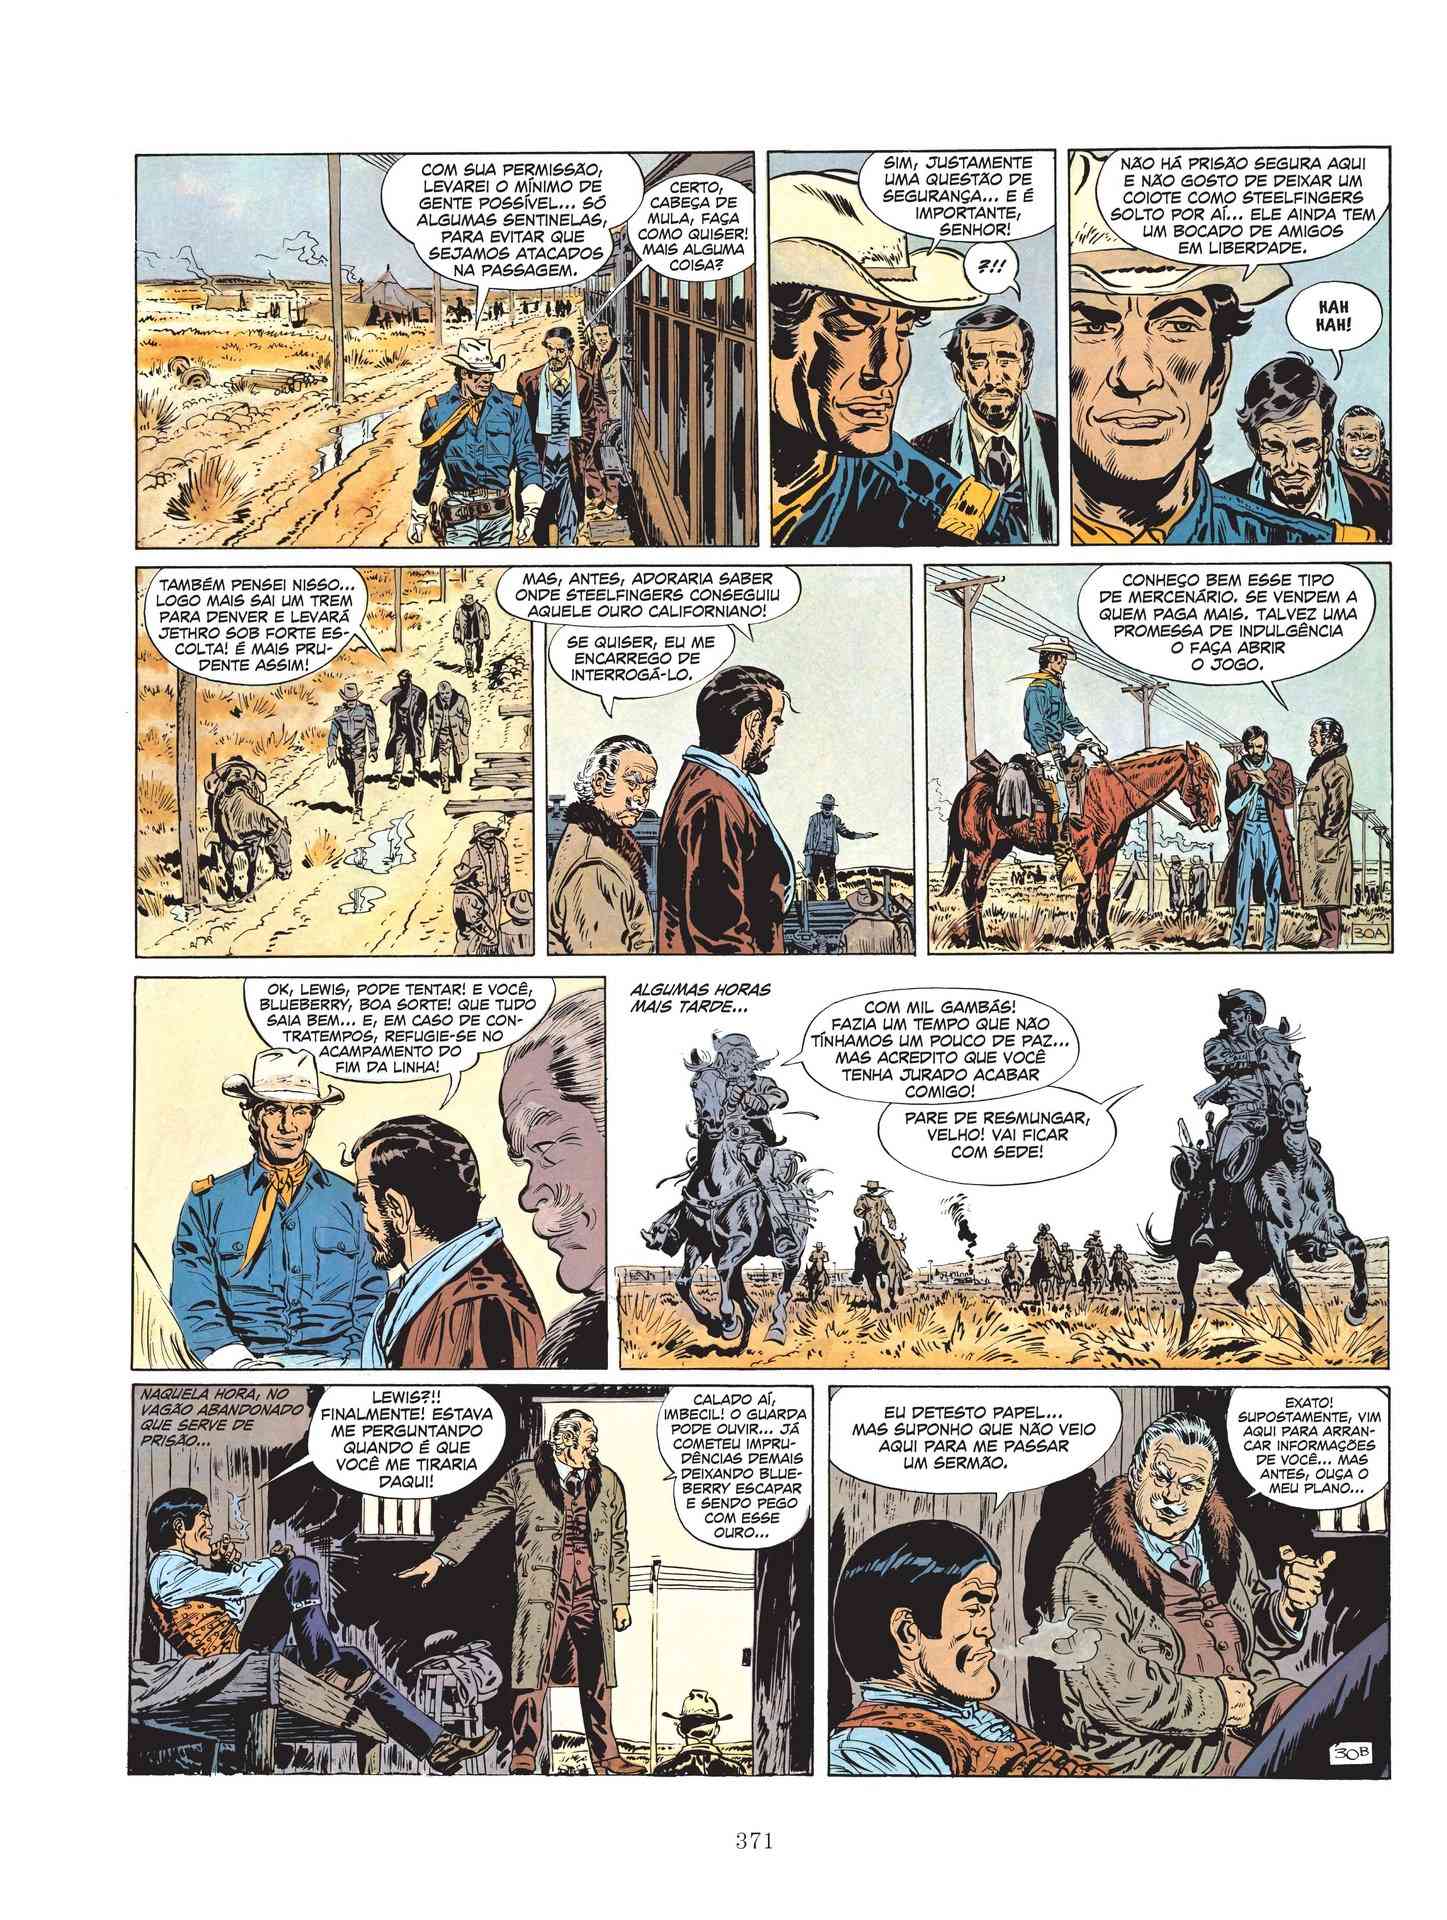 COM SUA PERMISSÃO,
LEVAREI O MÍNIMO DE
GENTE POSSÍVEL... SÓ
ALGUMAS SENTINELAS,
PARA EVITAR QUE
SEJAMOS ATACADOS
NA PASSAGEM.
CERTO,
CABEÇA DE
MULA, FAÇA
COMO QUISER!
MAIS ALGUMA
COISA?
SIM, JUSTAMENTE
UMA QUESTÃO DE
SEGURANÇA... E É
IMPORTANTE,
SENHOR!
?!!
NÃO HÁ PRISÃO SEGURA AQUI
E NÃO GOSTO DE DEIXAR UM
COIOTE COMO STEELFINGERS
SOLTO POR AÍ... ELE AINDA TEM
UM BOCADO DE AMIGOS
EM LIBERDADE.
HAH
HAH!
TAMBÉM PENSEI NISSO...
LOGO MAIS SAI UM TREM
PARA DENVER E LEVARÁ
JETHRO SOB FORTE ES-
COLTA! É MAIS PRU-
DENTE ASSIM!
MAS, ANTES, ADORARIA SABER
ONDE STEELFINGERS CONSEGUIU
AQUELE OURO CALIFORNIANO!
SE QUISER, EU ME
ENCARREGO DE
INTERROGÁ-LO.
CONHEÇO BEM ESSE TIPO
DE MERCENÁRIO. SE VENDEM A
QUEM PAGA MAIS. TALVEZ UMA
PROMESSA DE INDULGÊNCIA
O FAÇA ABRIR
O JOGO.
30A
OK, LEWIS, PODE TENTAR! E VOCÊ,
BLUEBERRY, BOA SORTE! QUE TUDO
SAIA BEM... E, EM CASO DE CON-
TRATEMPOS, REFUGIE-SE NO
ACAMPAMENTO DO
FIM DA LINHA!
ALGUMAS HORAS
MAIS TARDE...
COM MIL GAMBÁS!
FAZIA UM TEMPO QUE NÃO
TÍNHAMOS UM POUCO DE PAZ...
MAS ACREDITO QUE VOCÊ
TENHA JURADO ACABAR
COMIGO!
PARE DE RESMUNGAR,
VELHO! VAI FICAR
COM SEDE!
NAQUELA HORA, NO
VAGÃO ABANDONADO
QUE SERVE DE
PRISÃO...
LEWIS?!!
FINALMENTE! ESTAVA
ME PERGUNTANDO
QUANDO É QUE
VOCÊ ME TIRARIA
DAQUI!
CALADO AÍ,
IMBECIL! O GUARDA
PODE OUVIR... JÁ
COMETEU IMPRU-
DÊNCIAS DEMAIS
DEIXANDO BLUE-
BERRY ESCAPAR
E SENDO PEGO
COM ESSE
OURO...
EU DETESTO PAPEL...
MAS SUPONHO QUE NÃO VEIO
AQUI PARA ME PASSAR
UM SERMÃO.
EXATO!
SUPOSTAMENTE, VIM
AQUI PARA ARRAN-
CAR INFORMAÇÕES
DE VOCÊ... MAS
ANTES, OUÇA O
MEU PLANO...
30B
371